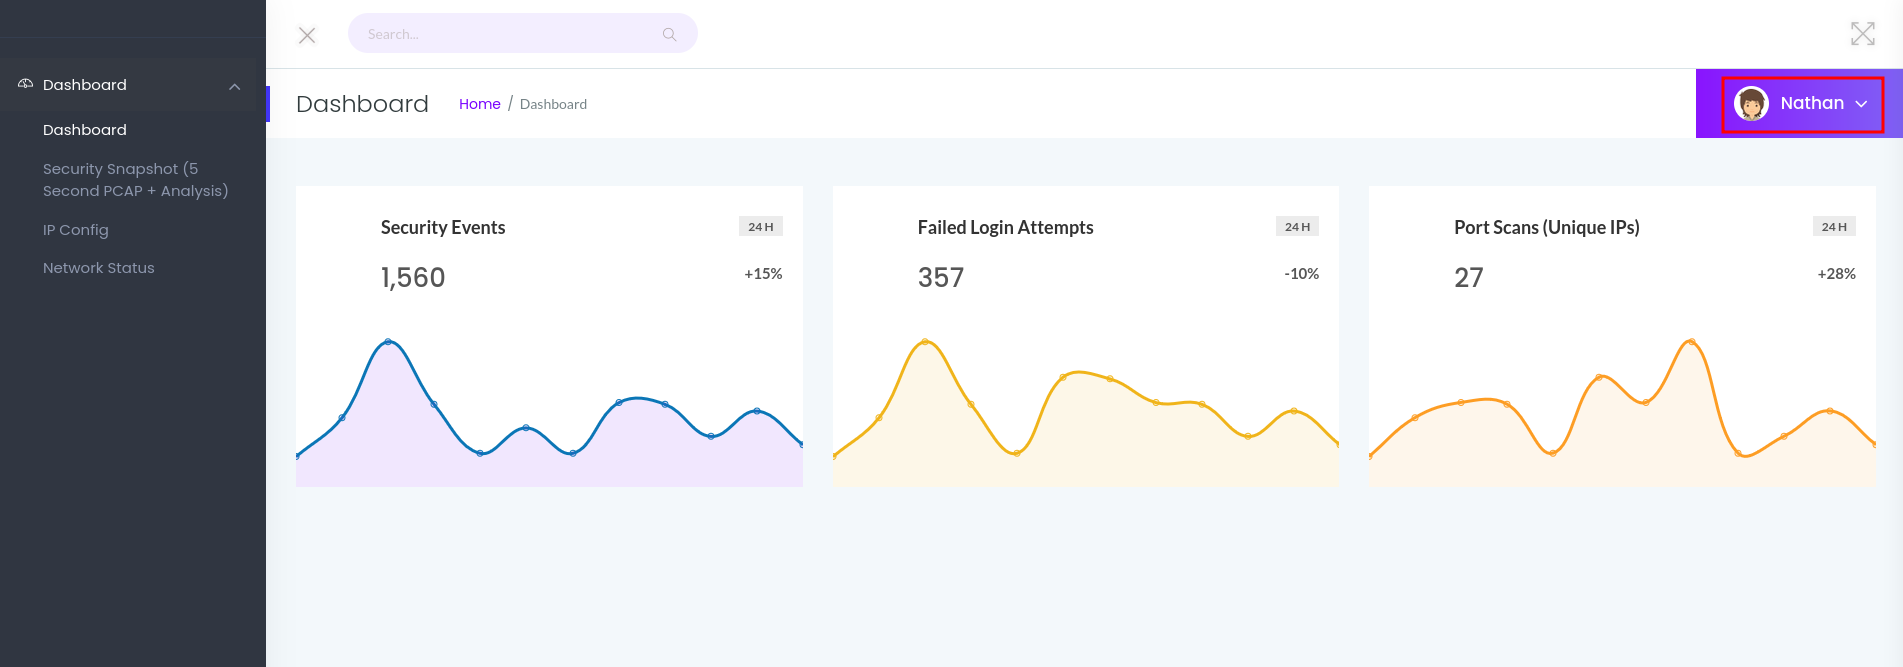 Search...
Dashboard
Dashboard
Security Snapshot (5
Second PCAP + Analysis)
IP Config
Network Status
Dashboard
Home / Dashboard
Nathan
Security Events
24 H
1,560
+15%
Failed Login Attempts
24 H
357
-10%
Port Scans (Unique IPs)
24 H
27
+28%